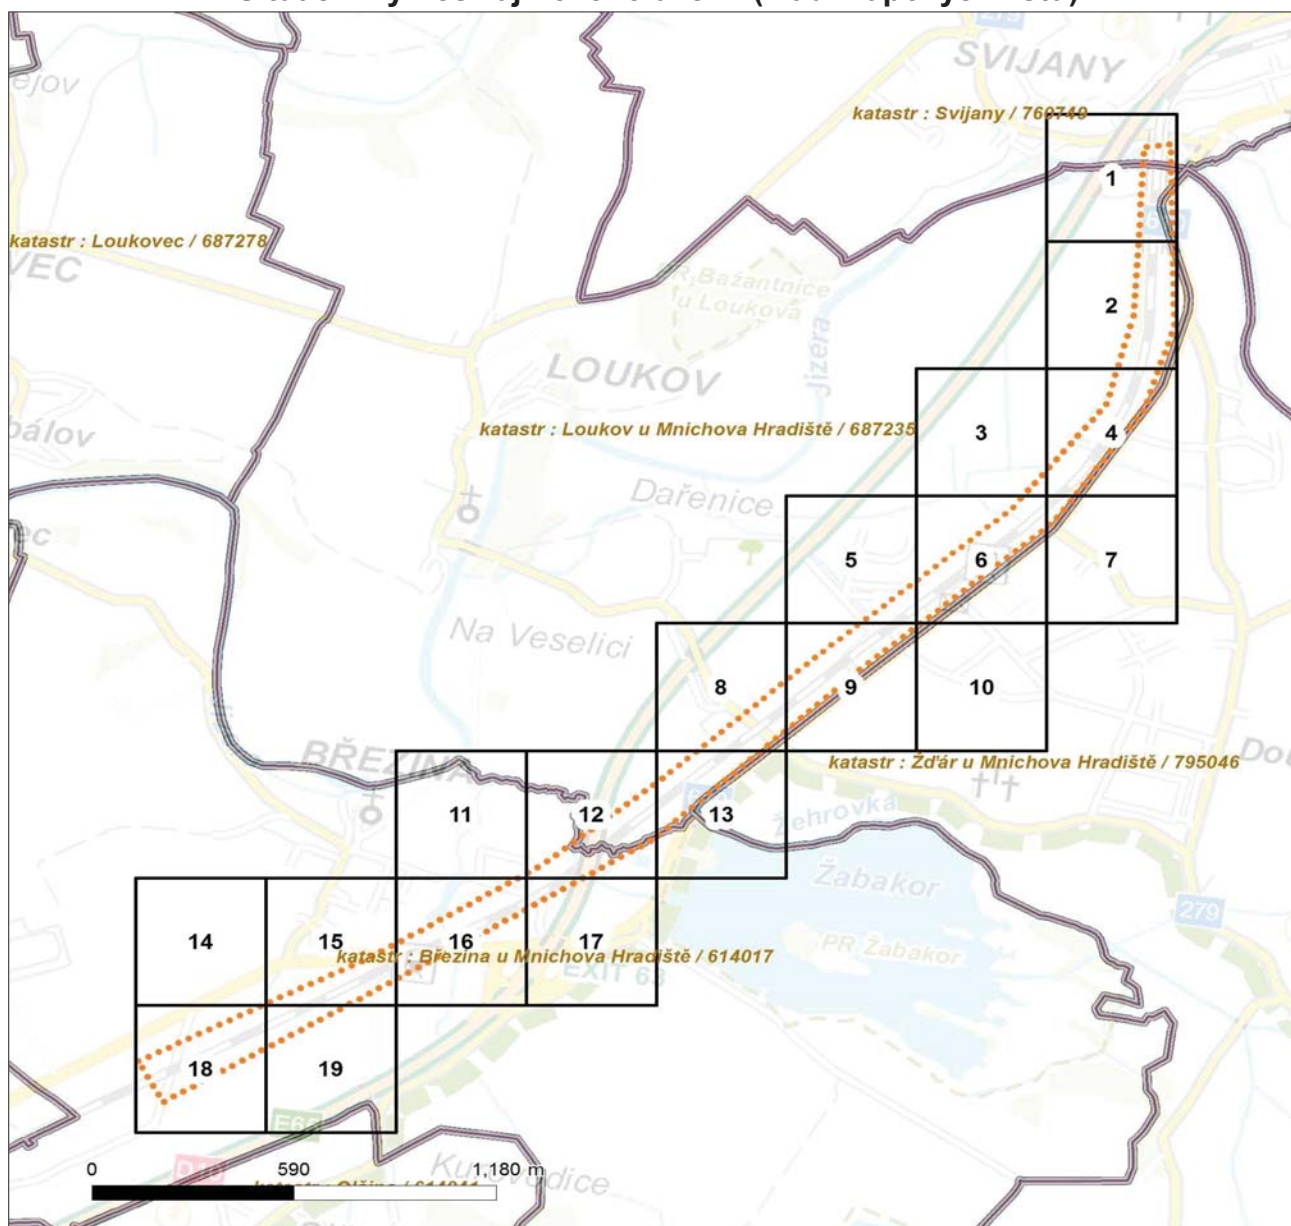 SVIJANY
ejov
katastr : Svijany / 760749
1
katastr : Loukovec / 687278
VEC
PR Bažantnice
u Loukova
2
Jizera
LOUKOV
katastr : Loukov u Mnichova Hradiště / 687235
3
4
Dařenice
5
6
7
Na Veselici
8
9
10
BŘEZINA
katastr : Žďár u Mnichova Hradiště / 795046
11
12
13
Žehrovka
Žabakor
279
14
15
16
17
PR Žabakor
katastr : Březina u Mnichova Hradiště / 614017
EXIT 63
18
19
E65
0
590
1,180 m
D10